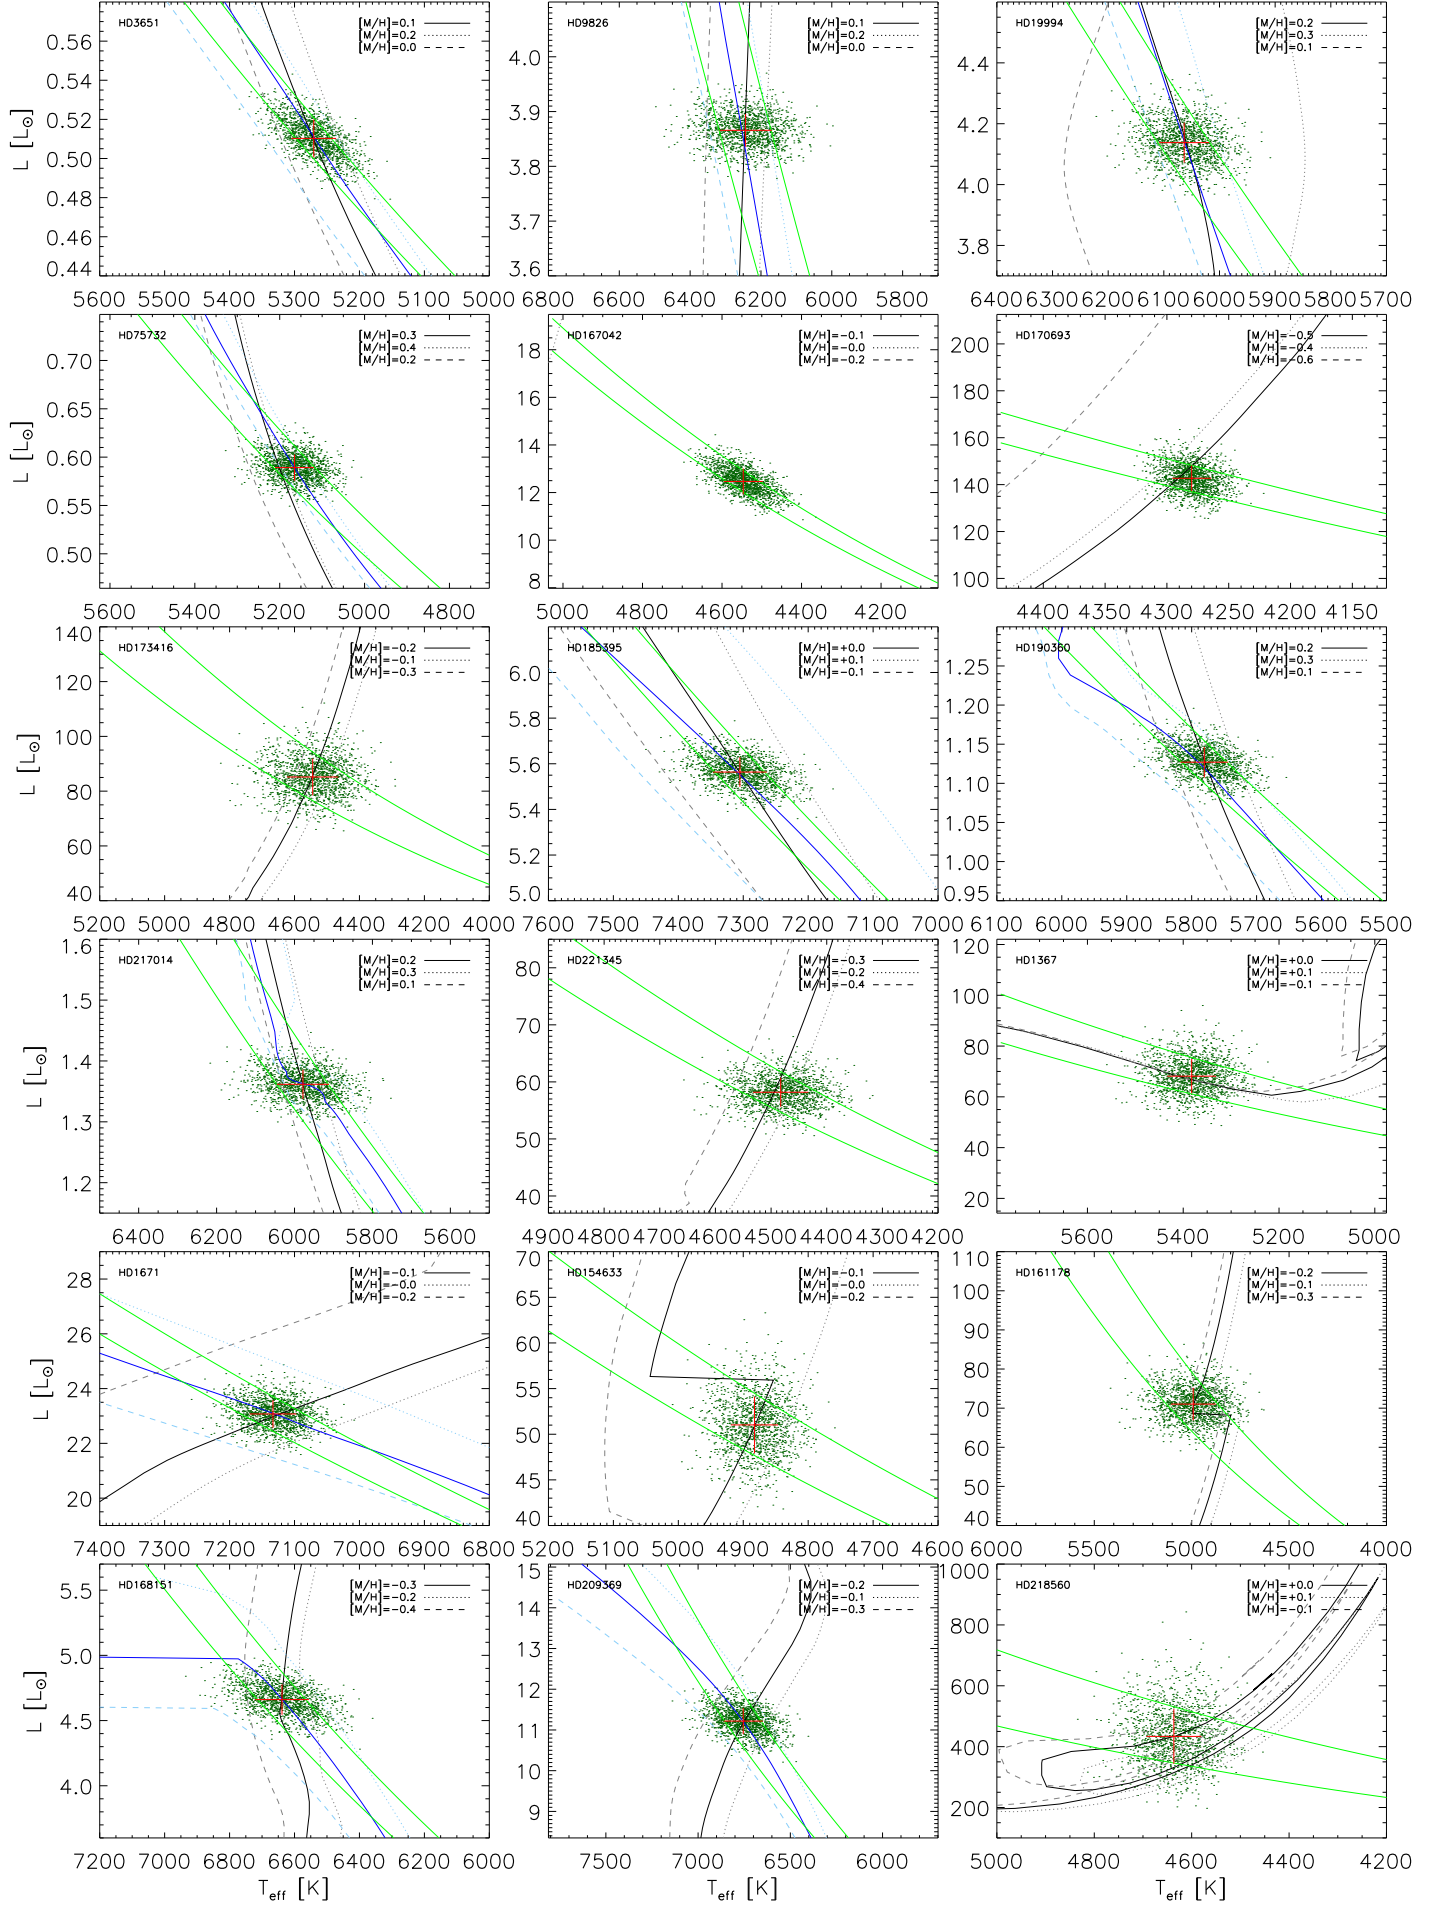 HD3651
[M/H]=0.1
[M/H]=0.2
[M/H]=0.0
L [L⊙]
0.56
0.54
0.52
0.50
0.48
0.46
0.44
5600 5500 5400 5300 5200 5100 5000
HD9826
[M/H]=0.1
[M/H]=0.2
[M/H]=0.0
4.0
3.9
3.8
3.7
3.6
6800 6600 6400 6200 6000 5800
HD19994
[M/H]=0.2
[M/H]=0.3
[M/H]=0.1
4.4
4.2
4.0
3.8
6400 6300 6200 6100 6000 5900 5800 5700
HD75732
[M/H]=0.3
[M/H]=0.4
[M/H]=0.2
L [L⊙]
0.70
0.65
0.60
0.55
0.50
5600 5400 5200 5000 4800
HD167042
[M/H]=−0.1
[M/H]=−0.0
[M/H]=−0.2
18
16
14
12
10
8
5000 4800 4600 4400 4200
HD170693
[M/H]=−0.5
[M/H]=−0.4
[M/H]=−0.6
200
180
160
140
120
100
4400 4350 4300 4250 4200 4150
HD173416
[M/H]=−0.2
[M/H]=−0.1
[M/H]=−0.3
L [L⊙]
140
120
100
80
60
40
5200 5000 4800 4600 4400 4200 4000
HD185395
[M/H]=+0.0
[M/H]=+0.1
[M/H]=−0.1
6.0
5.8
5.6
5.4
5.2
5.0
7600 7500 7400 7300 7200 7100 7000
HD190360
[M/H]=0.2
[M/H]=0.3
[M/H]=0.1
1.25
1.20
1.15
1.10
1.05
1.00
0.95
6100 6000 5900 5800 5700 5600 5500
HD217014
[M/H]=0.2
[M/H]=0.3
[M/H]=0.1
L [L⊙]
1.6
1.5
1.4
1.3
1.2
6400 6200 6000 5800 5600
HD221345
[M/H]=−0.3
[M/H]=−0.2
[M/H]=−0.4
80
70
60
50
40
4900 4800 4700 4600 4500 4400 4300 4200
HD1367
[M/H]=+0.0
[M/H]=+0.1
[M/H]=−0.1
120
100
80
60
40
20
5600 5400 5200 5000
HD1671
[M/H]=−0.1
[M/H]=−0.0
[M/H]=−0.2
L [L⊙]
28
26
24
22
20
7400 7300 7200 7100 7000 6900 6800
HD154633
[M/H]=−0.1
[M/H]=−0.0
[M/H]=−0.2
70
65
60
55
50
45
40
5200 5000 4800 4600 4400
HD161178
[M/H]=−0.2
[M/H]=−0.1
[M/H]=−0.3
110
100
90
80
70
60
50
40
6000 5500 5000 4500 4000
HD168151
[M/H]=−0.3
[M/H]=−0.2
[M/H]=−0.4
L [L⊙]
5.5
5.0
4.5
4.0
7200 7000 6800 6600 6400 6200 6000
T eff [K]
HD209369
[M/H]=−0.2
[M/H]=−0.1
[M/H]=−0.3
15
14
13
12
11
10
9
7500 7000 6500 6000
T eff [K]
HD218560
[M/H]=+0.0
[M/H]=+0.1
[M/H]=−0.1
1000
800
600
400
200
5000 4800 4600 4400 4200
T eff [K]